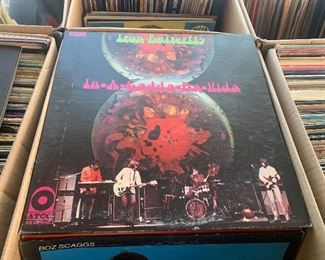 Iron Butterfly
In-A-Gadda-Da-Vida
ATCO
BOZ SCAGGS